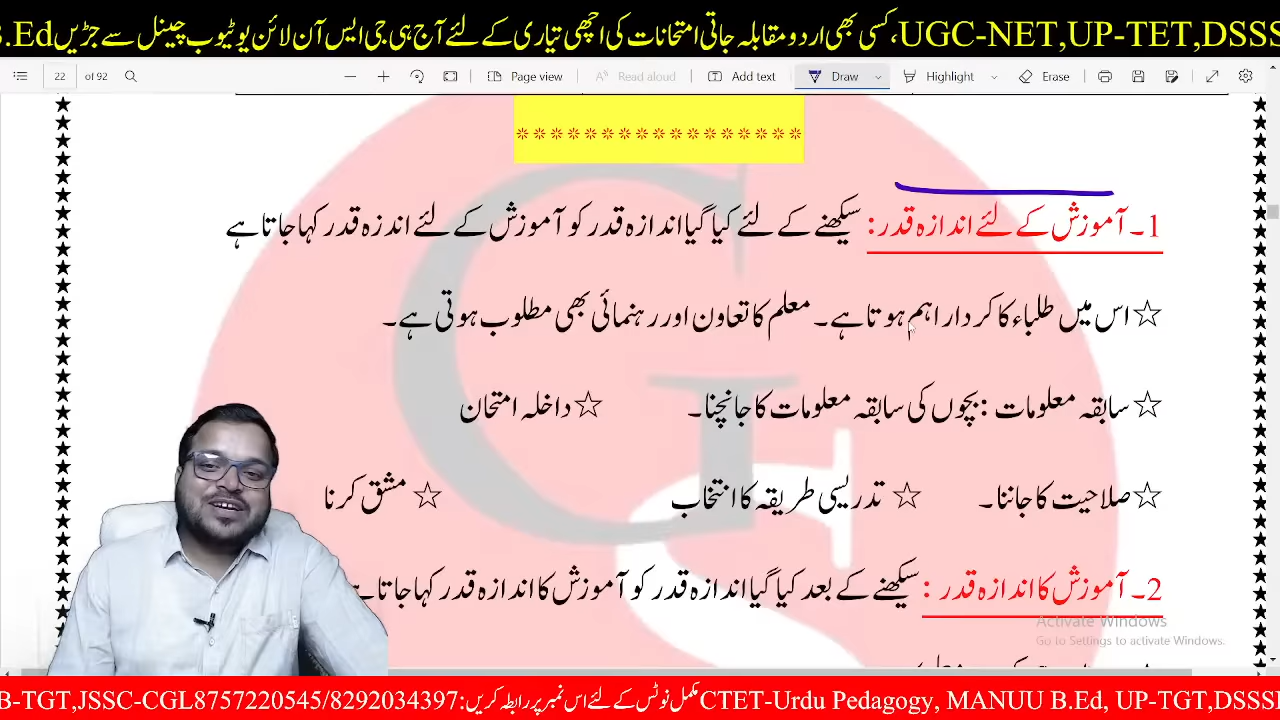 UGC-NET,UP-TET,DSSS، کسی بھی اردو مقابلہ جاتی امتحانات کی اچھی تیاری کے لئے آج ہی جی ایس آن لائن یوٹیوب چینل سے جڑیں B.Ed
22 of 92 Page view Read aloud Add text Draw Highlight Erase
****************
1۔ آموزش کے لئے اندازہ قدر: سیکھنے کے لئے کیا گیا اندازہ قدر کو آموزش کے لئے اندزہ قدر کہا جاتا ہے
☆ اس میں طلباء کا کردار اہم ہوتا ہے۔ معلم کا تعاون اور رہنمائی بھی مطلوب ہوتی ہے۔
☆ سابقہ معلومات: بچوں کی سابقہ معلومات کا جانچنا۔ ☆ داخلہ امتحان
☆ صلاحیت کا جاننا۔ ☆ تدریسی طریقہ کا انتخاب ☆ مشق کرنا
2۔ آموزش کا اندازہ قدر: سیکھنے کے بعد کیا گیا اندازہ قدر کو آموزش کا اندازہ قدر کہا جاتا
Activate Windows
Go to Settings to activate Windows.
CTET-Urdu Pedagogy, MANUU B.Ed, UP-TGT,DSSS مکمل نوٹس کے لئے اس نمبر پر رابطہ کریں: 8757220545/8292034397 B-TGT,JSSC-CGL